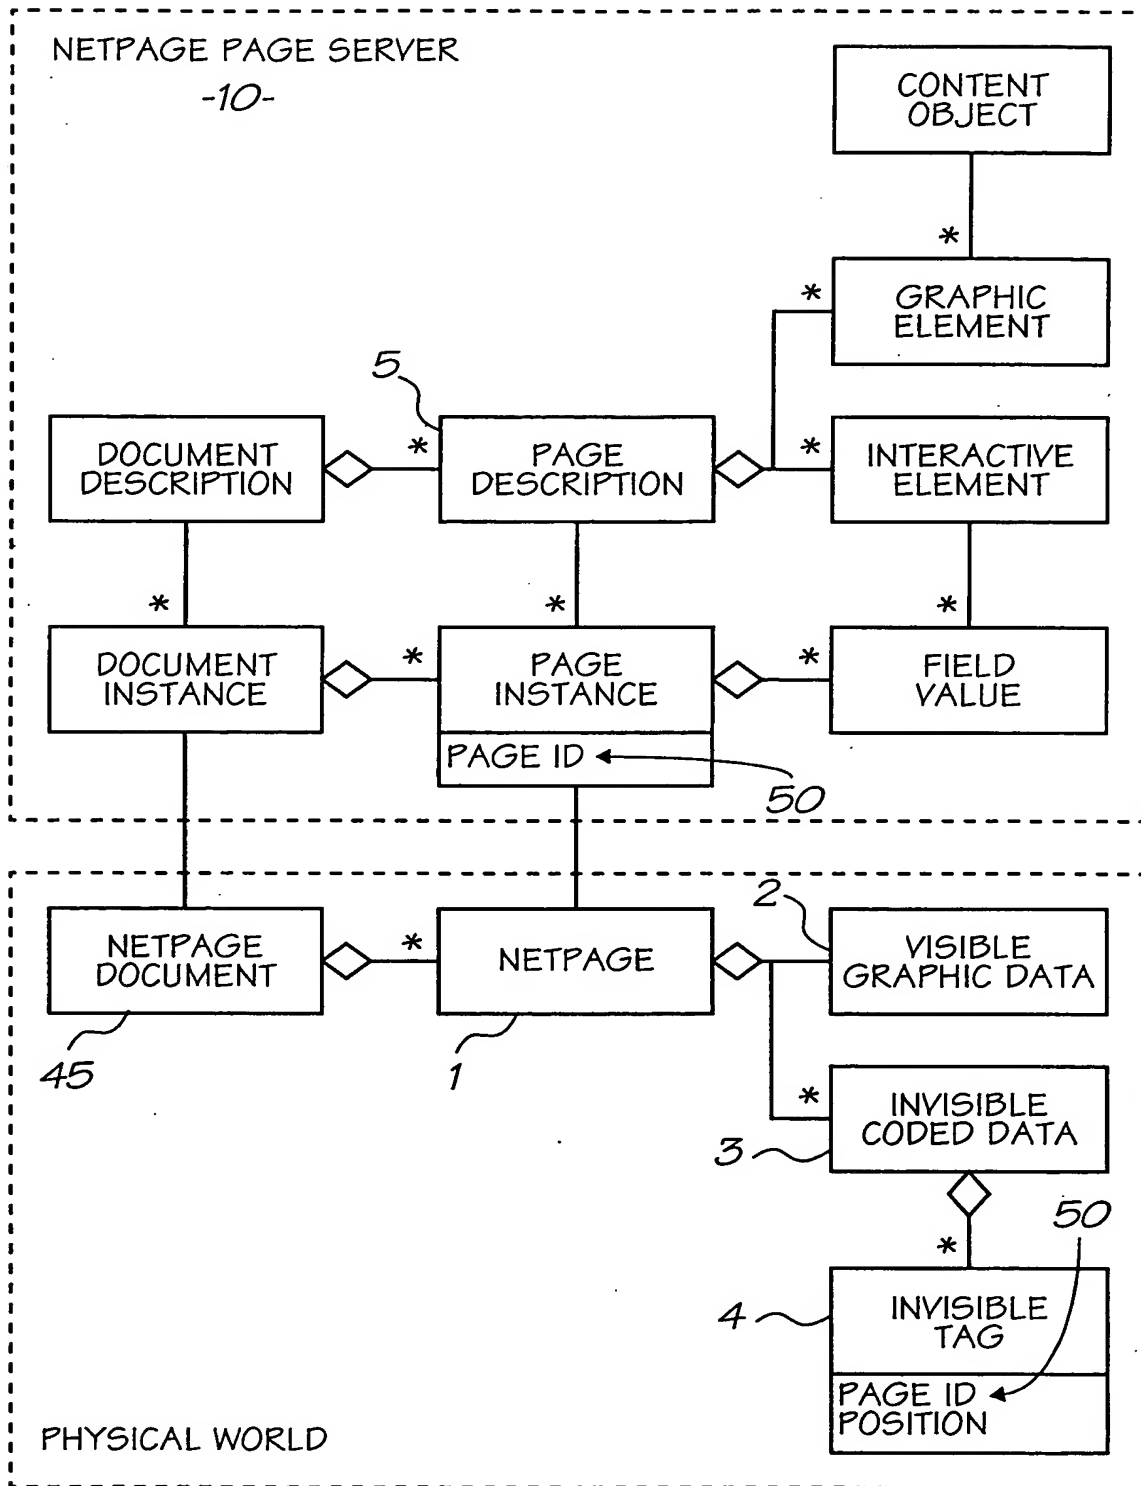 NETPAGE PAGE SERVER
-10-
CONTENT
OBJECT
*
*
GRAPHIC
ELEMENT
5
DOCUMENT
DESCRIPTION
*
PAGE
DESCRIPTION
*
INTERACTIVE
ELEMENT
*
*
*
DOCUMENT
INSTANCE
*
PAGE
INSTANCE
*
FIELD
VALUE
PAGE ID
50
2
NETPAGE
DOCUMENT
*
NETPAGE
VISIBLE
GRAPHIC DATA
45
1
*
INVISIBLE
CODED DATA
3
50
*
4
INVISIBLE
TAG
PAGE ID
POSITION
PHYSICAL WORLD